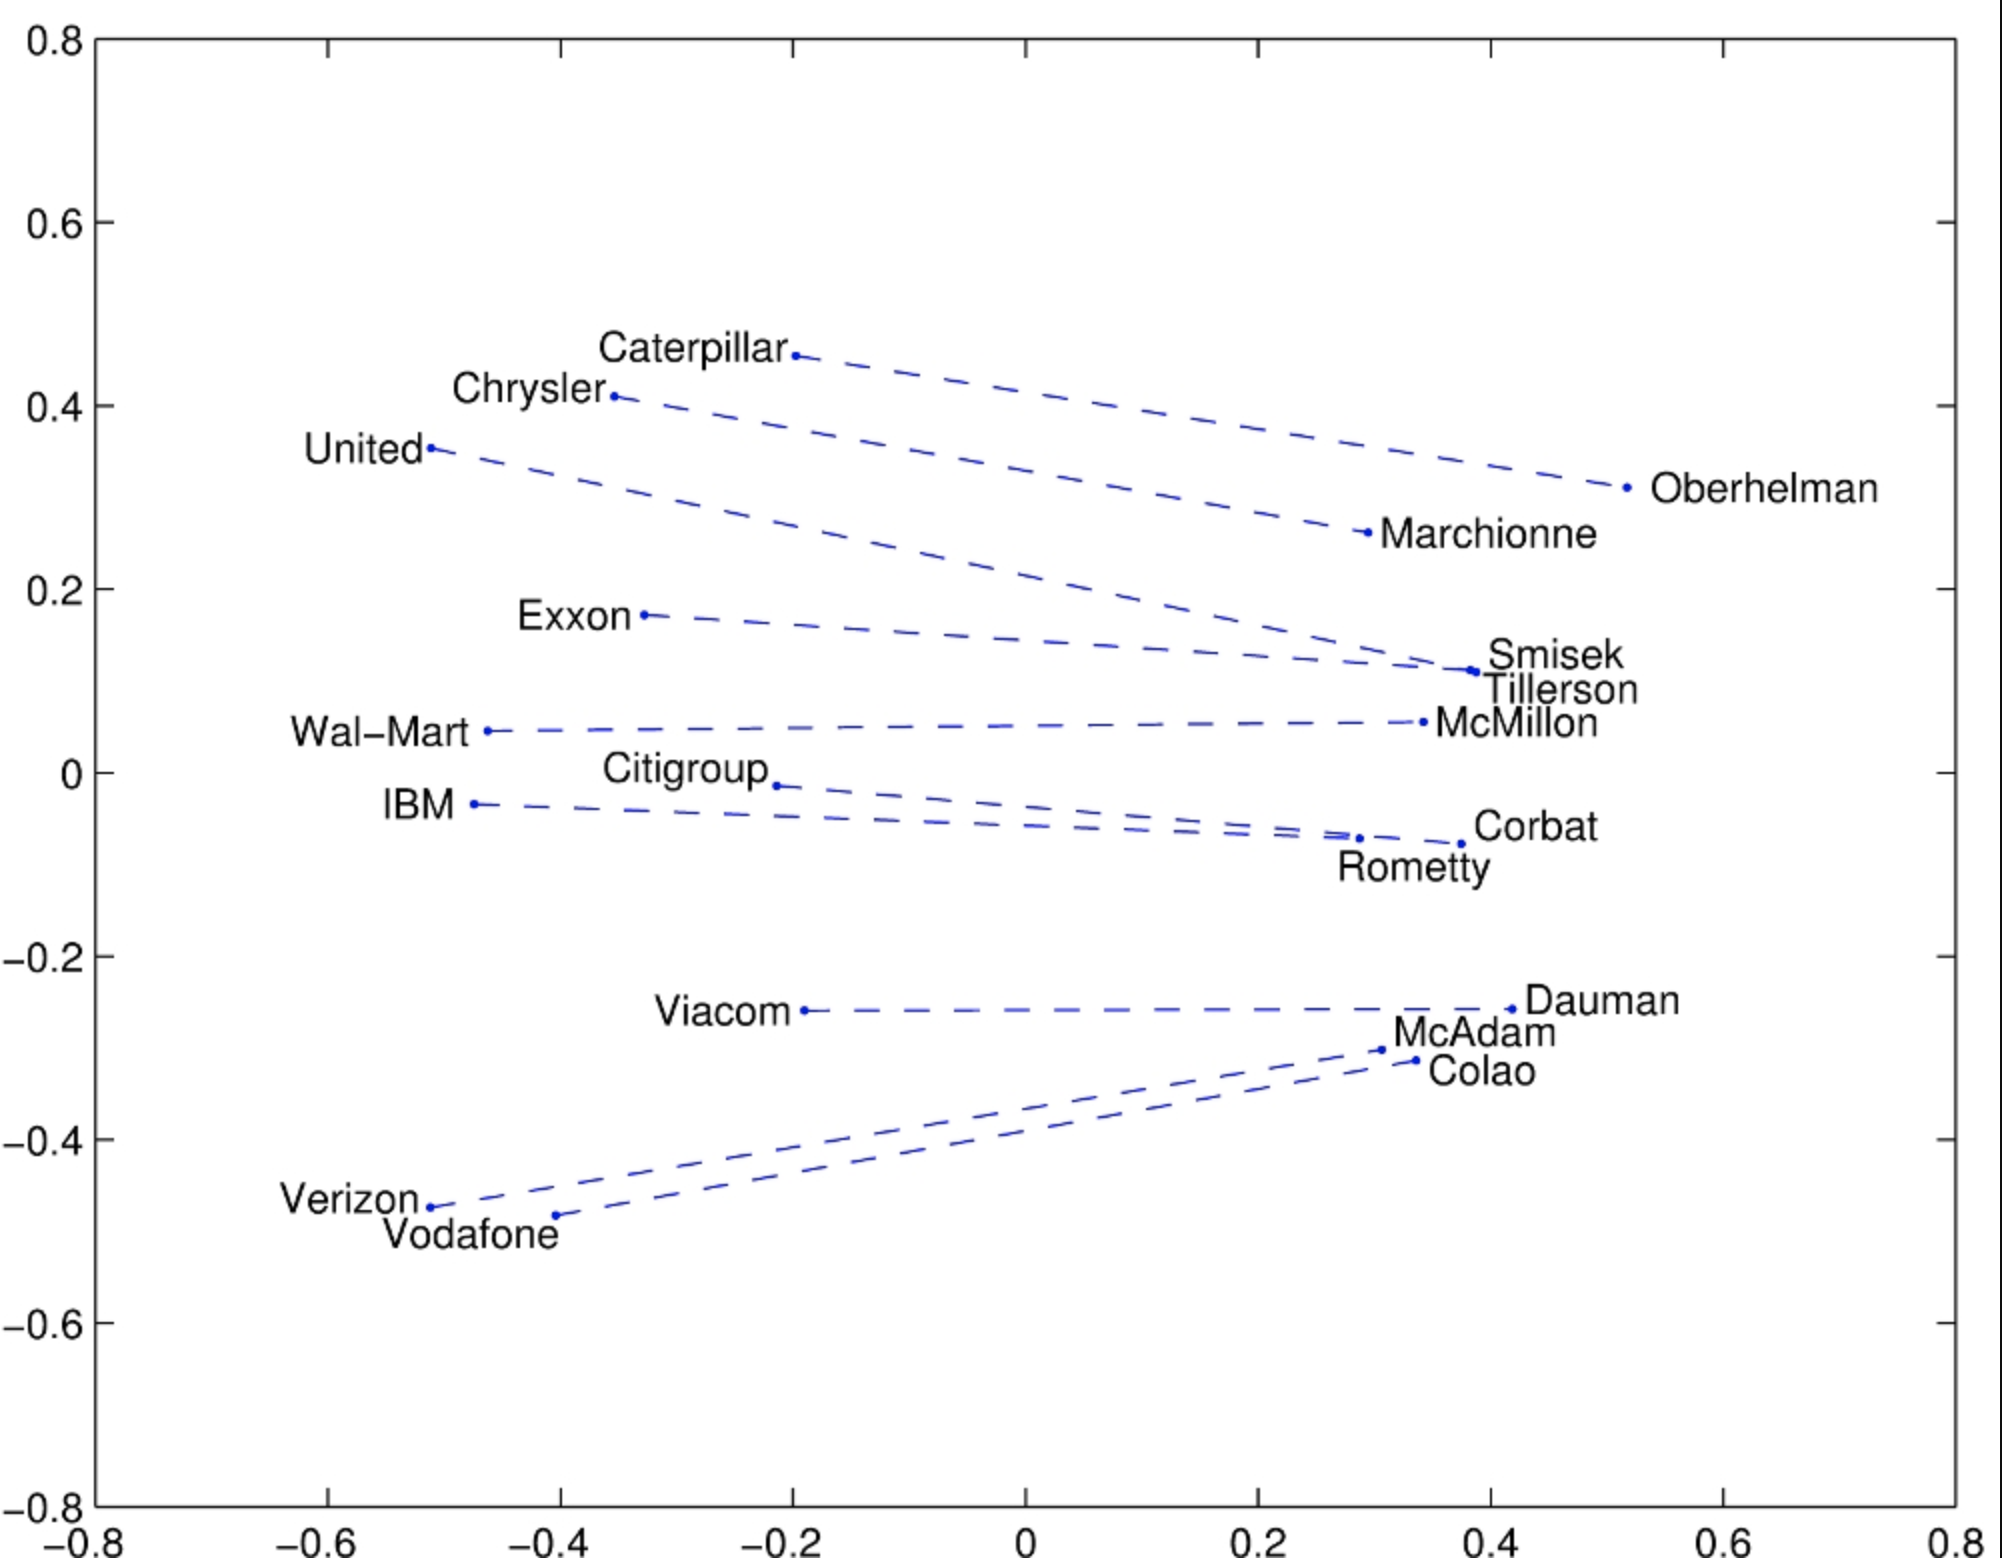 0.8
0.6
Caterpillar
Chrysler
0.4
United
Oberhelman
Marchionne
0.2
Exxon
Smisek
Tillerson
Wal−Mart
McMillon
Citigroup
0
IBM
Corbat
Rometty
−0.2
Viacom
Dauman
McAdam
Colao
−0.4
Verizon
Vodafone
−0.6
−0.8
−0.8 −0.6 −0.4 −0.2 0 0.2 0.4 0.6 0.8